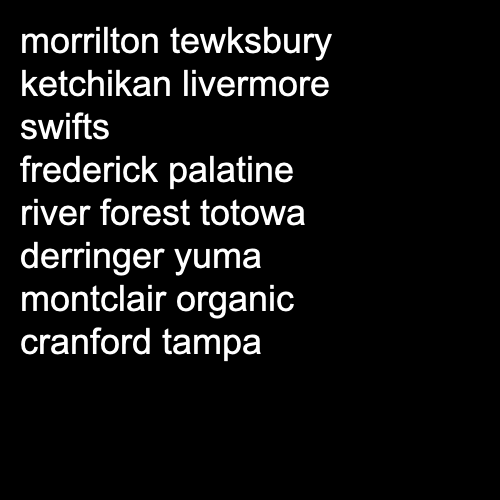 morrilton tewksbury
ketchikan livermore
swifts
frederick palatine
river forest totowa
derringer yuma
montclair organic
cranford tampa